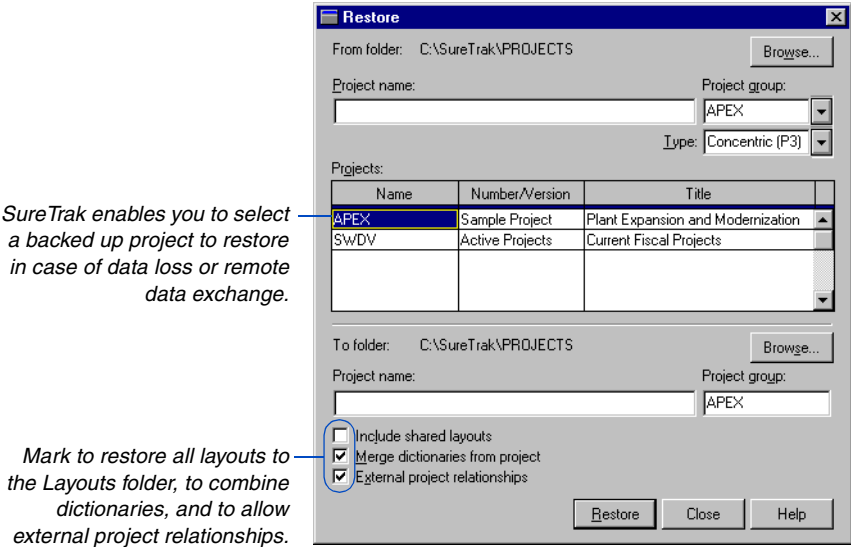 Restore
From folder: C:\SureTrak\PROJECTS
Browse...
Project name:
Project group:
APEX
Type: Concentric (P3)
Projects:
Name Number/Version Title
APEX Sample Project Plant Expansion and Modernization
SWDV Active Projects Current Fiscal Projects
SureTrak enables you to select
a backed up project to restore
in case of data loss or remote
data exchange.
To folder: C:\SureTrak\PROJECTS
Browse...
Project name:
Project group:
APEX
Include shared layouts
Merge dictionaries from project
External project relationships
Mark to restore all layouts to
the Layouts folder, to combine
dictionaries, and to allow
external project relationships.
Restore Close Help